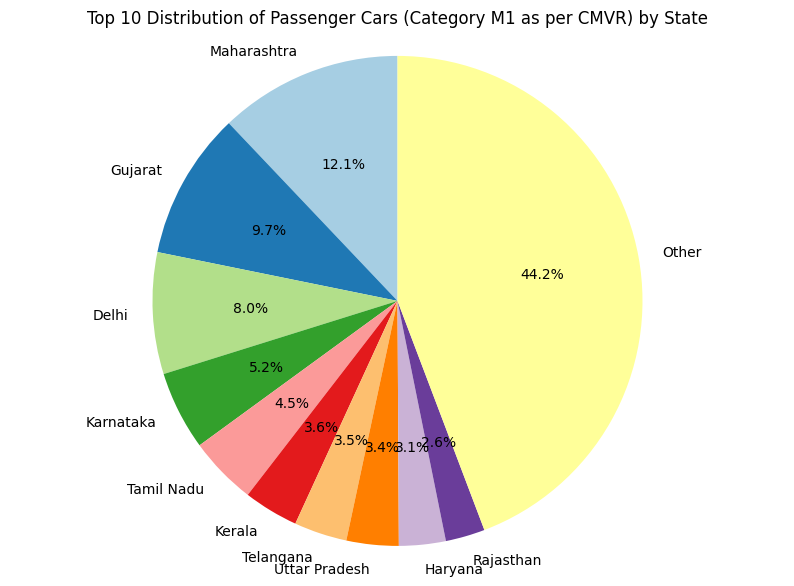 Top 10 Distribution of Passenger Cars (Category M1 as per CMVR) by State
Maharashtra
12.1%
Gujarat
9.7%
Delhi
8.0%
Karnataka
5.2%
Tamil Nadu
4.5%
Kerala
3.6%
Telangana
3.5%
Uttar Pradesh
3.4%
Haryana
3.1%
Rajasthan
2.6%
Other
44.2%